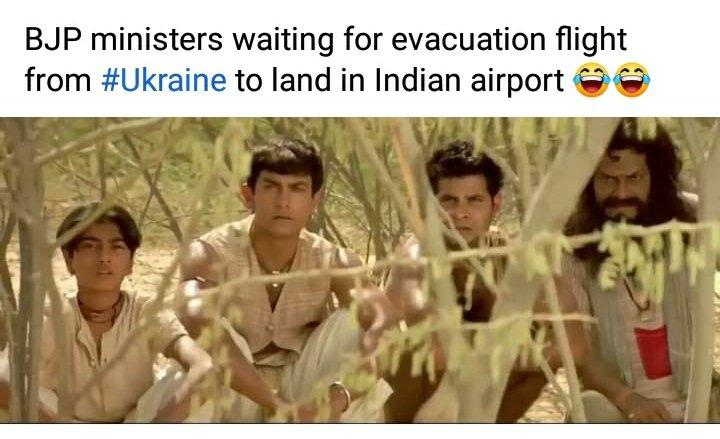 BJP ministers waiting for evacuation flight
from #Ukraine to land in Indian airport 😂😂